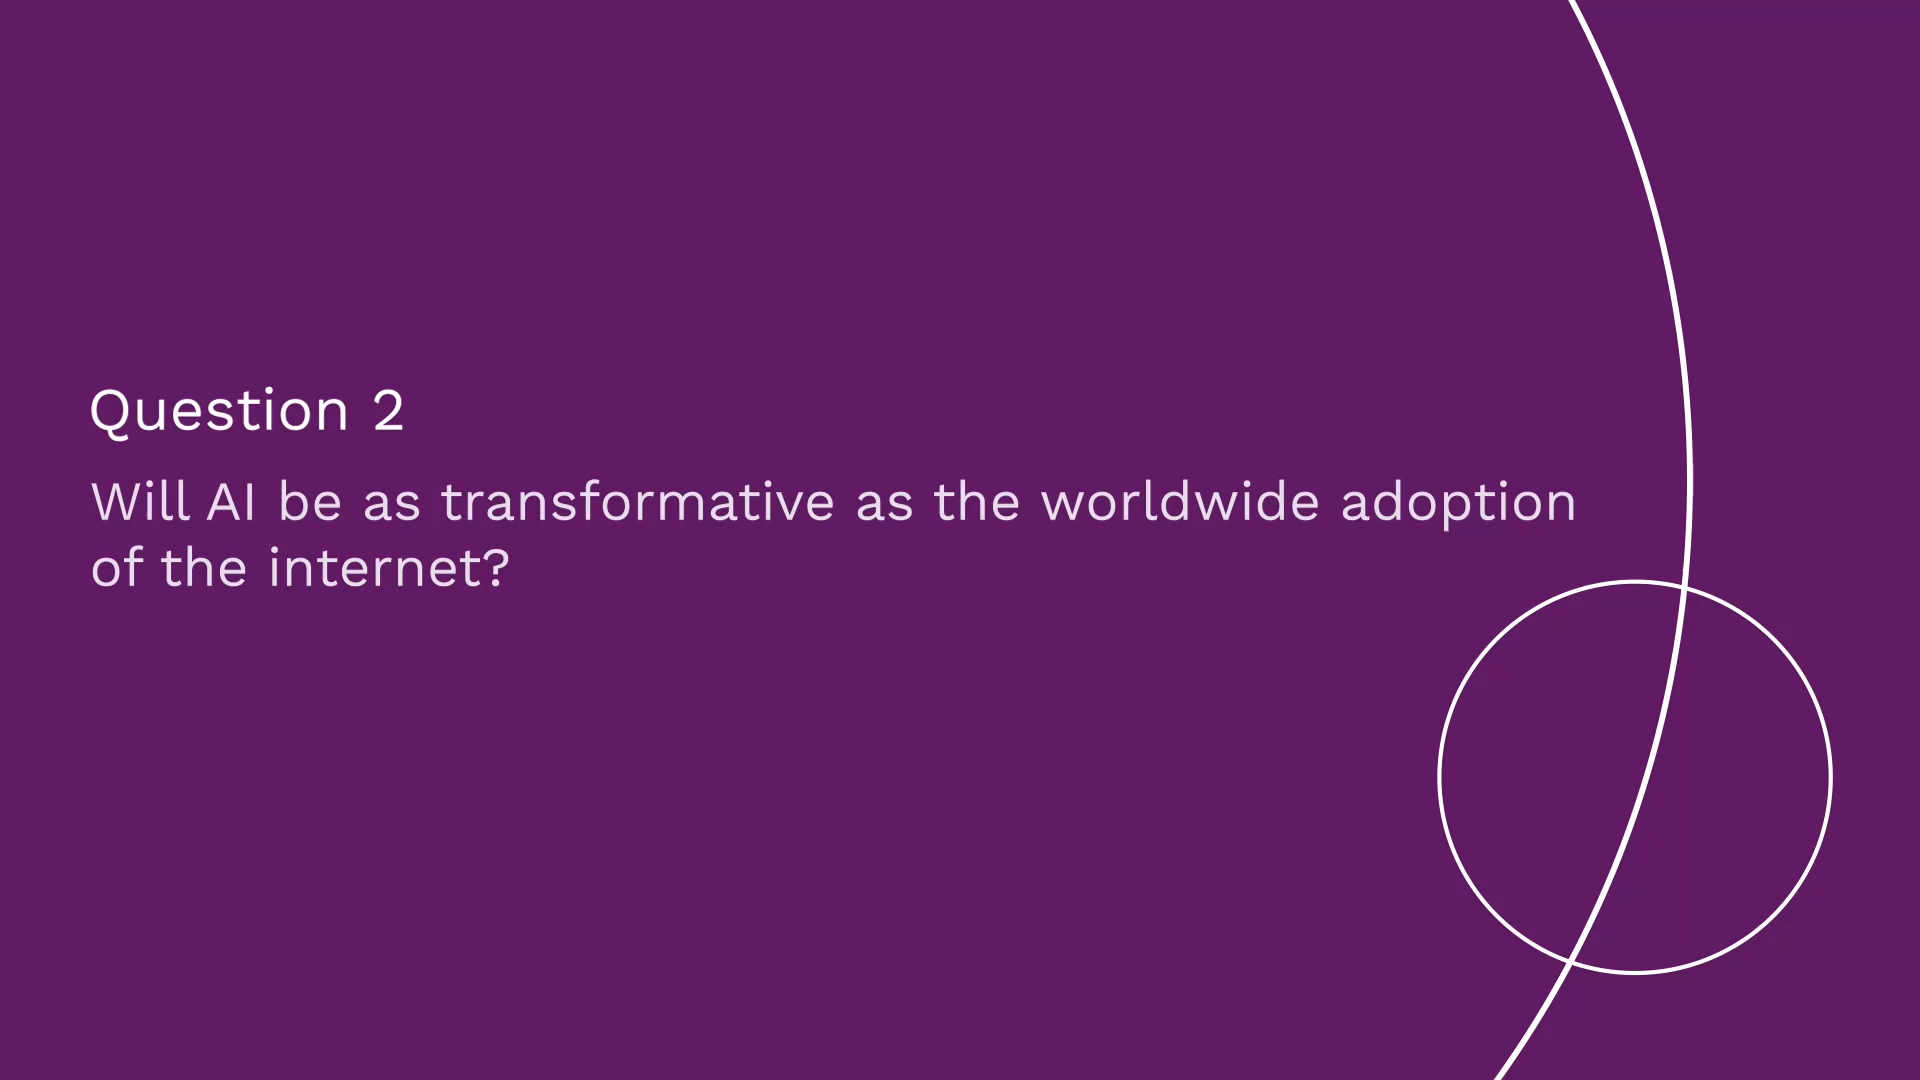 Question 2
Will AI be as transformative as the worldwide adoption
of the internet?